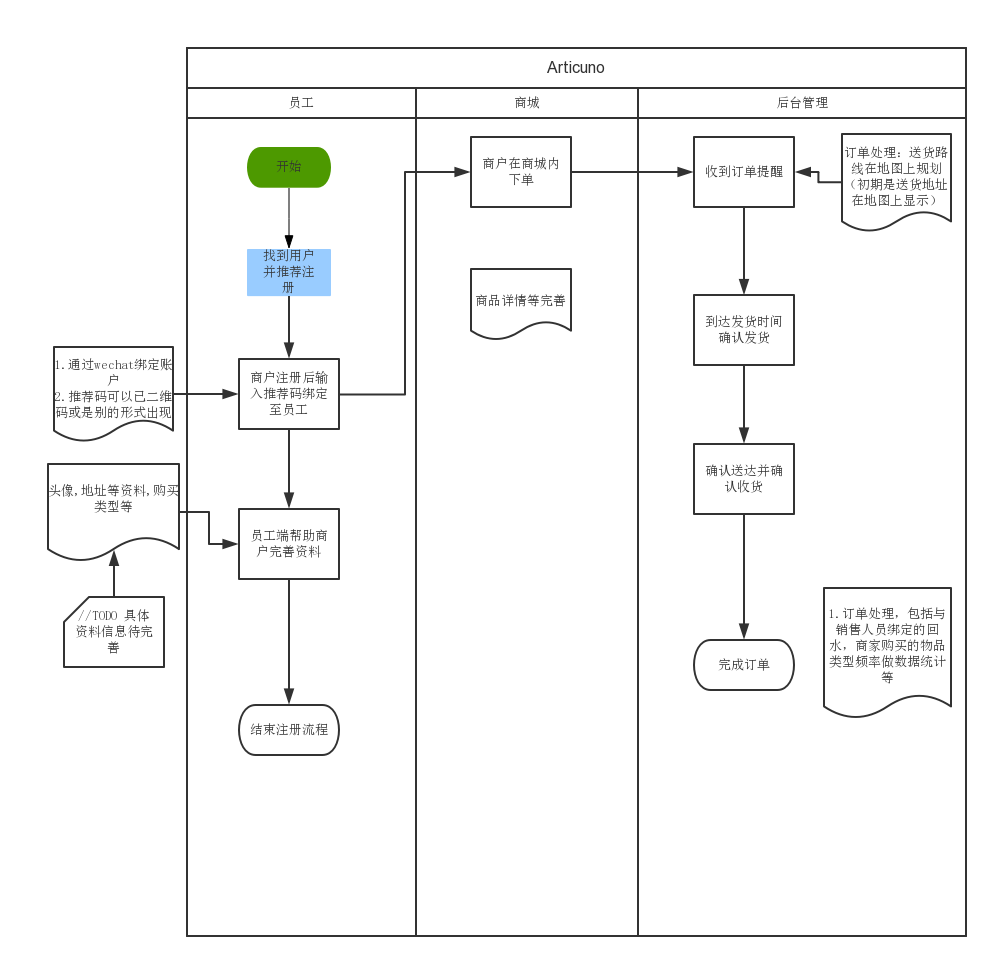 Articuno
员工
商城
后台管理
开始
找到用户
并推荐注
册
1.通过wechat绑定账
户
2.推荐码可以已二维
码或是别的形式出现
商户注册后输
入推荐码绑定
至员工
头像,地址等资料,购买
类型等
员工端帮助商
户完善资料
//TODO 具体
资料信息待完
善
结束注册流程
商户在商城内
下单
商品详情等完善
收到订单提醒
订单处理：送货路
线在地图上规划
（初期是送货地址
在地图上显示）
到达发货时间
确认发货
确认送达并确
认收货
完成订单
1.订单处理，包括与
销售人员绑定的回
水，商家购买的物品
类型频率做数据统计
等